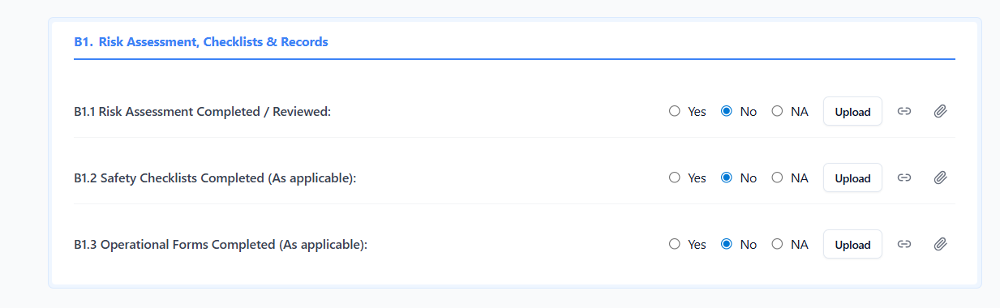 B1. Risk Assessment, Checklists & Records
B1.1 Risk Assessment Completed / Reviewed: Yes No NA Upload
B1.2 Safety Checklists Completed (As applicable): Yes No NA Upload
B1.3 Operational Forms Completed (As applicable): Yes No NA Upload